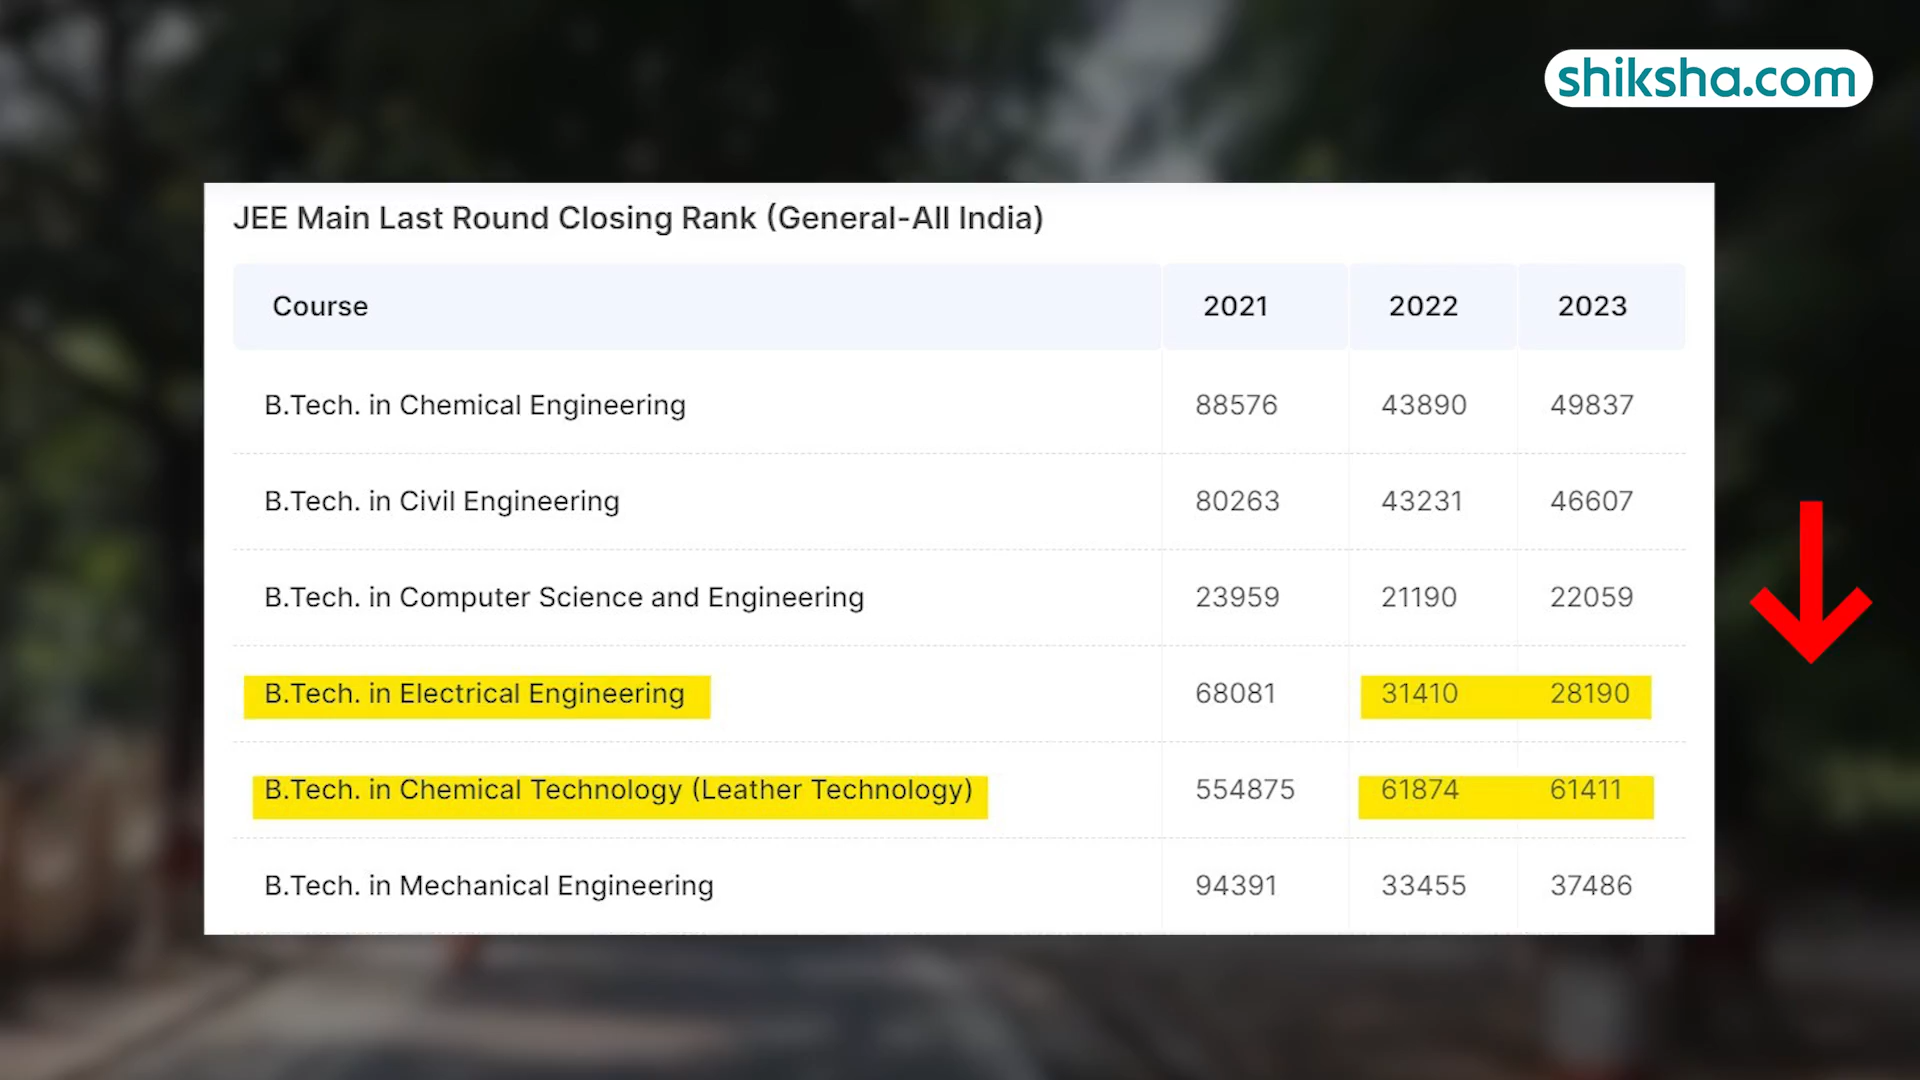 shiksha.com
JEE Main Last Round Closing Rank (General-All India)
Course 2021 2022 2023
B.Tech. in Chemical Engineering 88576 43890 49837
B.Tech. in Civil Engineering 80263 43231 46607
B.Tech. in Computer Science and Engineering 23959 21190 22059
B.Tech. in Electrical Engineering 68081 31410 28190
B.Tech. in Chemical Technology (Leather Technology) 554875 61874 61411
B.Tech. in Mechanical Engineering 94391 33455 37486